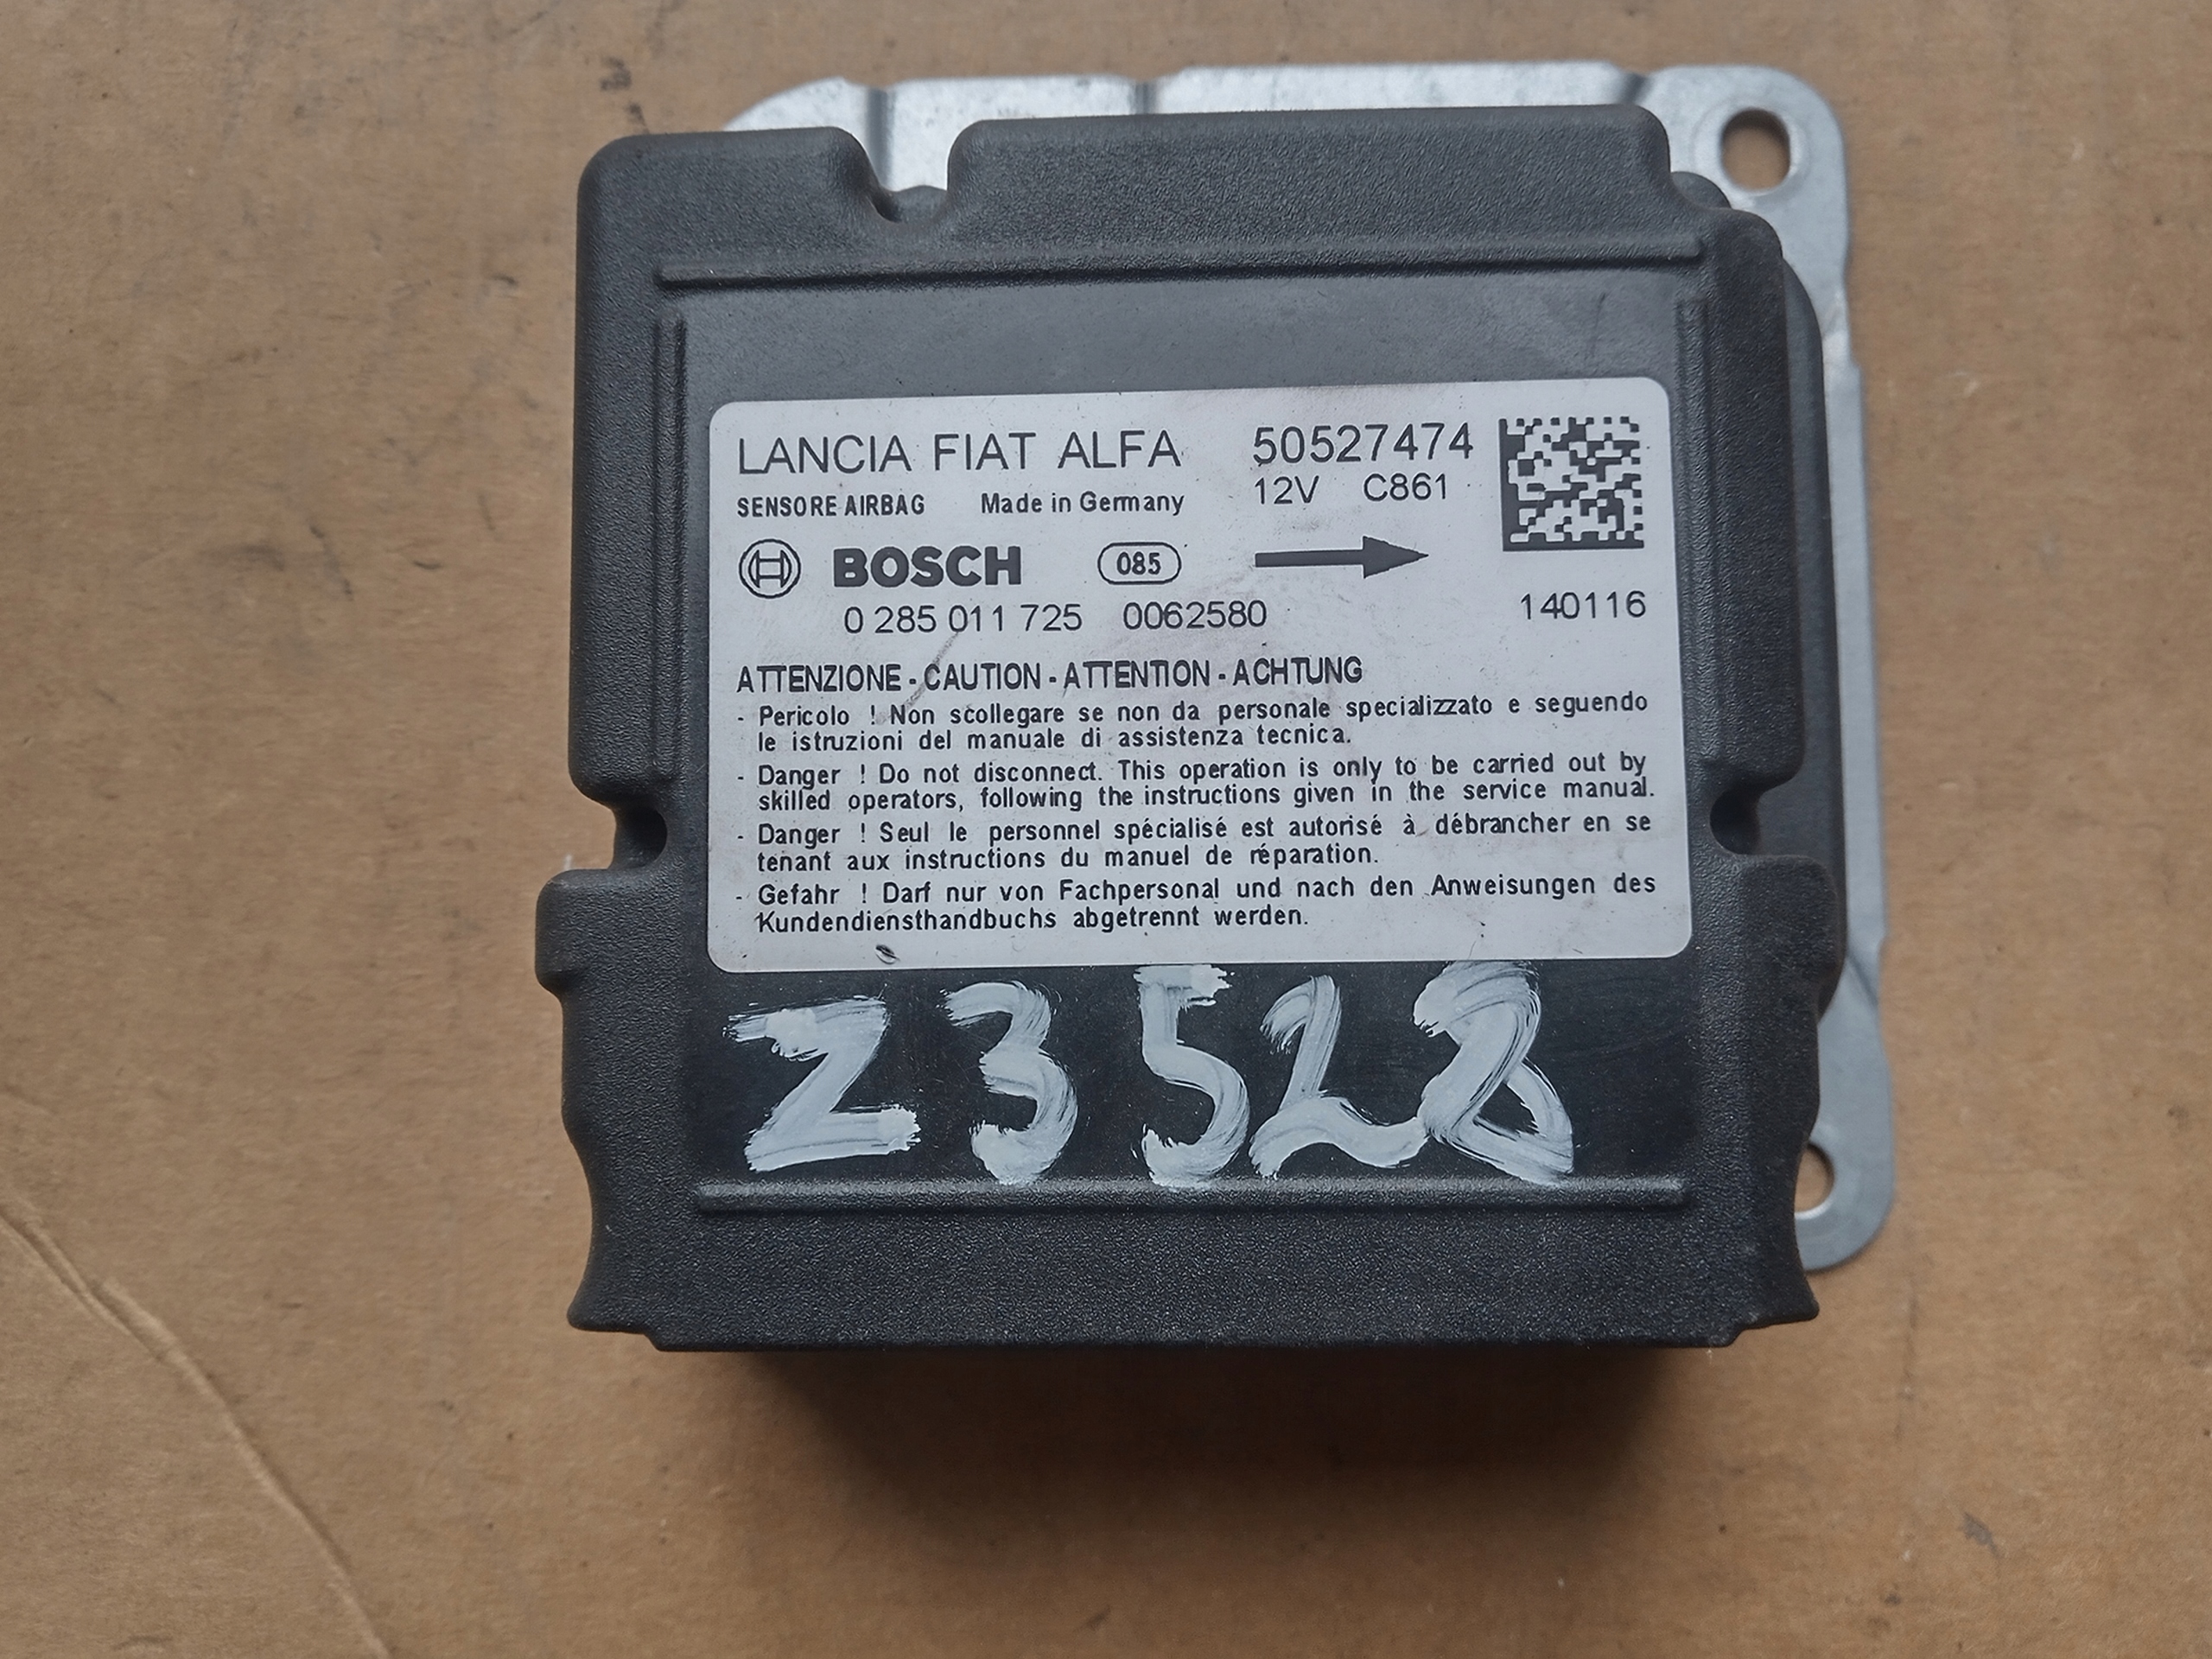 LANCIA FIAT ALFA 50527474
SENSORE AIRBAG Made in Germany 12V C861
BOSCH 085
0 285 011 725 0062580 140116
ATTENZIONE - CAUTION - ATTENTION - ACHTUNG
- Pericolo ! Non scollegare se non da personale specializzato e seguendo
le istruzioni del manuale di assistenza tecnica.
- Danger ! Do not disconnect. This operation is only to be carried out by
skilled operators, following the instructions given in the service manual.
- Danger ! Seul le personnel spécialisé est autorisé à débrancher en se
tenant aux instructions du manuel de réparation.
- Gefahr ! Darf nur von Fachpersonal und nach den Anweisungen des
Kundendiensthandbuchs abgetrennt werden.
Z3528